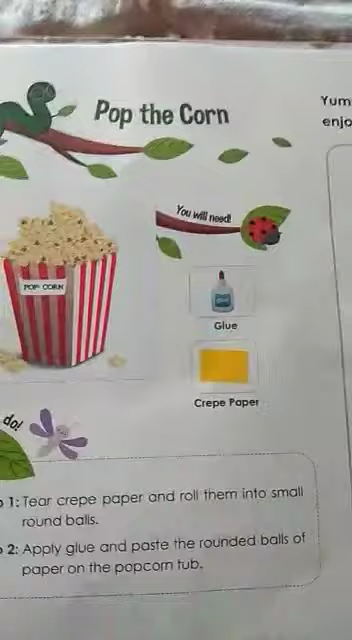 Pop the Corn
Yum
enjo
You will need!
POP CORN
Glue
Crepe Paper
do!
1: Tear crepe paper and roll them into small
round balls.
2: Apply glue and paste the rounded balls of
paper on the popcorn tub.